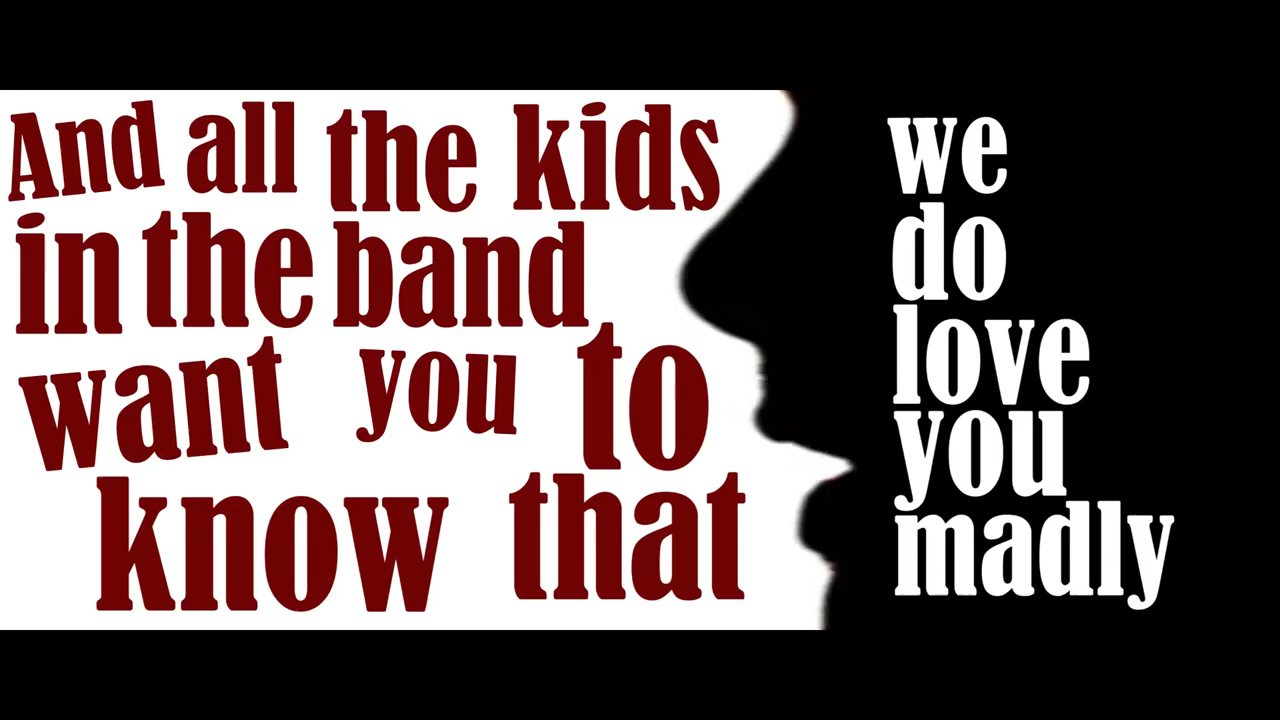 And all the kids
in the band
want you to
know that
we
do
love
you
madly